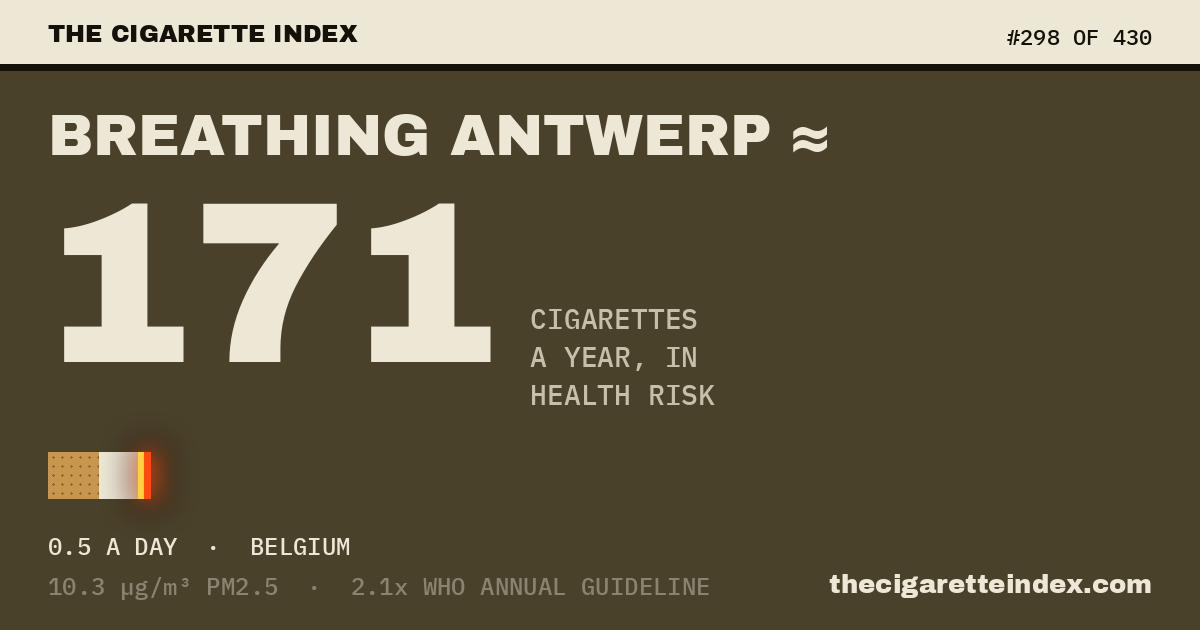 THE CIGARETTE INDEX
#298 OF 430
BREATHING ANTWERP ≈
171
CIGARETTES
A YEAR, IN
HEALTH RISK
0.5 A DAY · BELGIUM
10.3 µg/m³ PM2.5 · 2.1x WHO ANNUAL GUIDELINE
thecigaretteindex.com